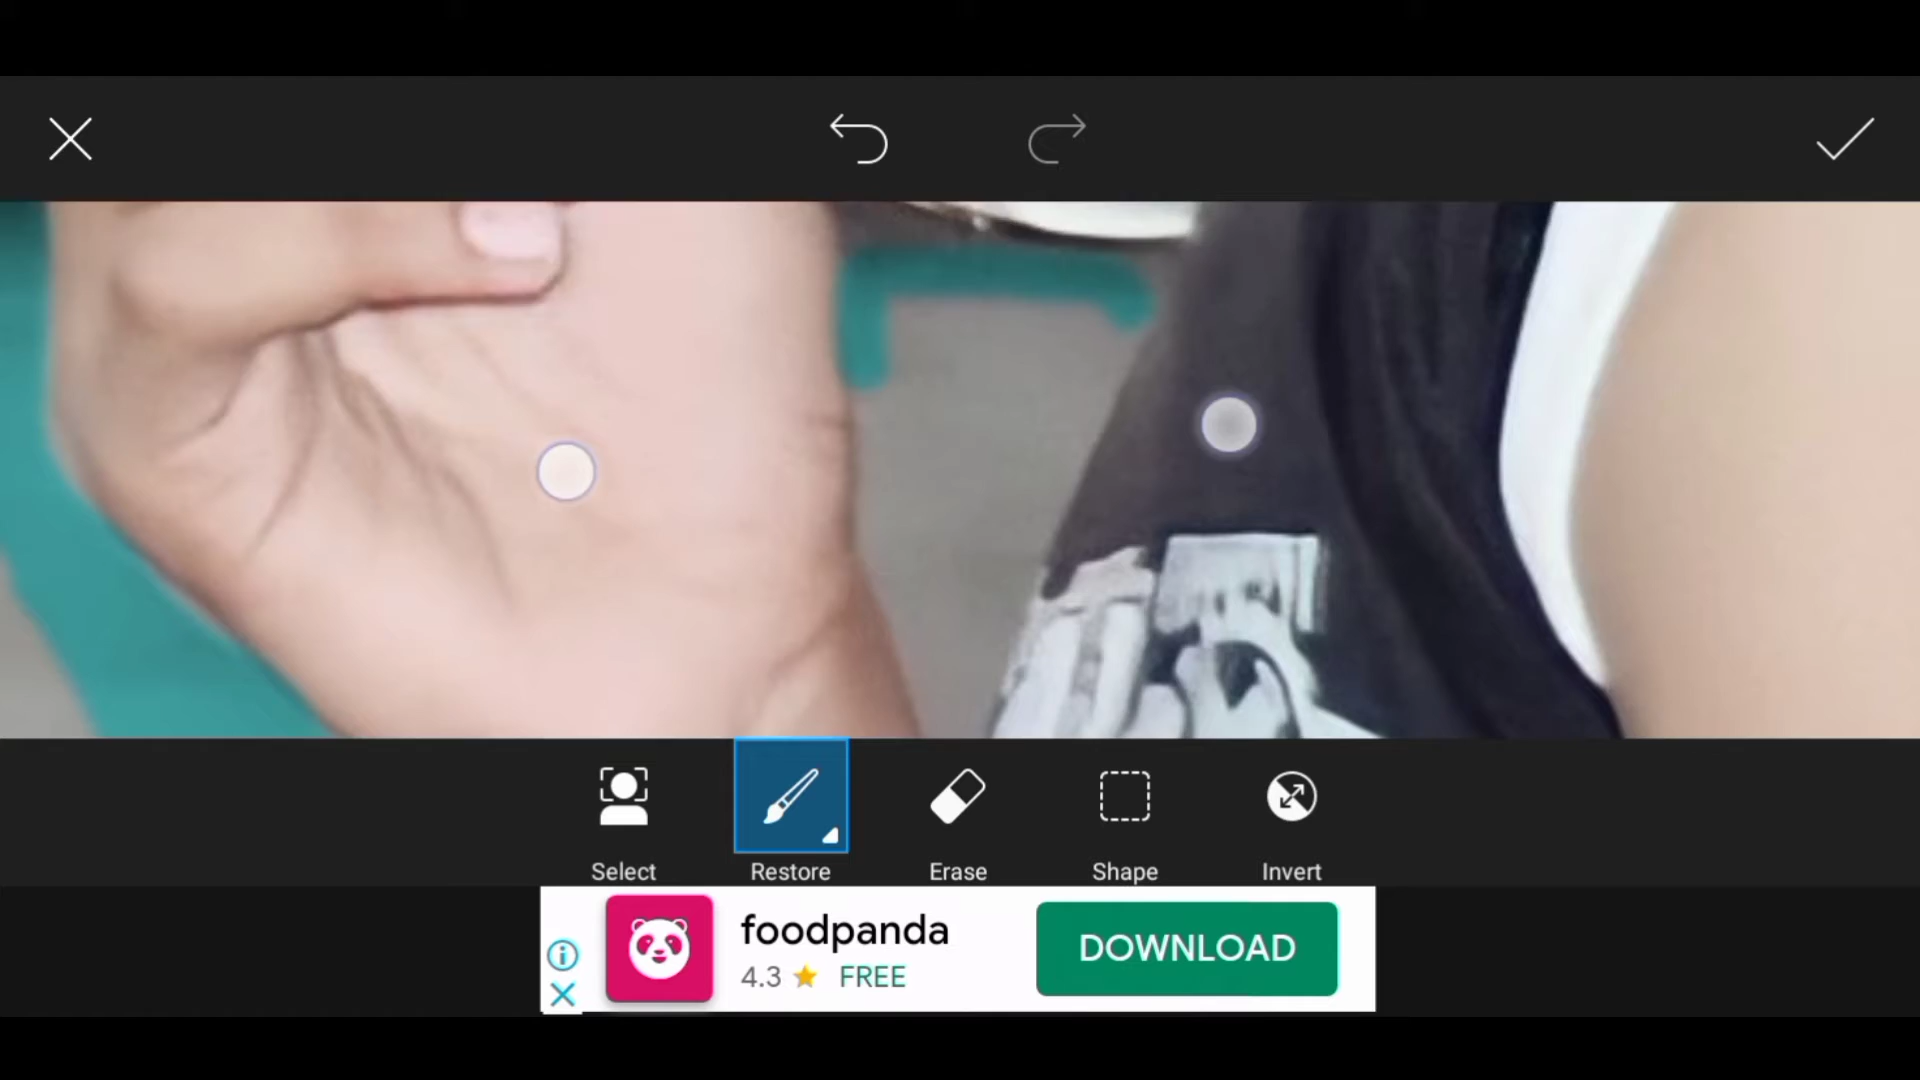 Select
Restore
Erase
Shape
Invert
foodpanda
4.3 ★ FREE
DOWNLOAD